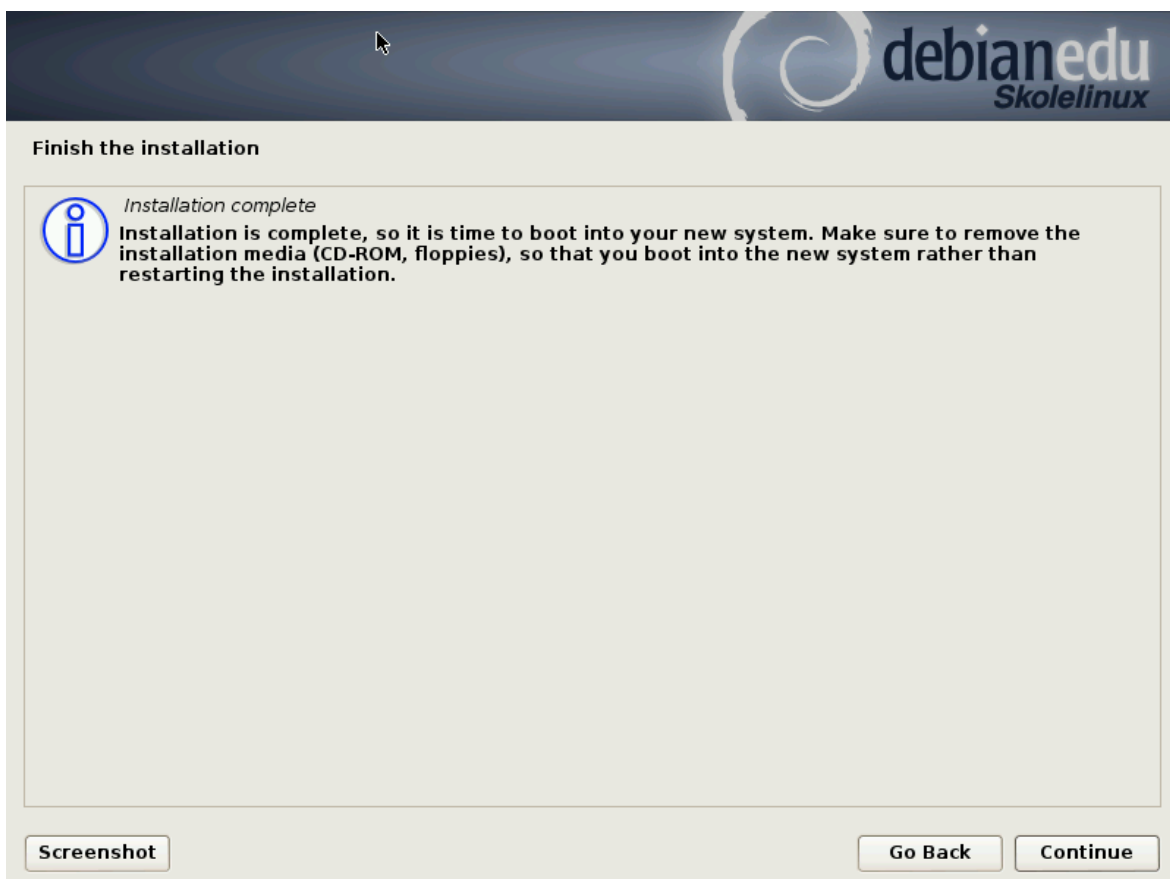 debianedu
Skolelinux
Finish the installation
Installation complete
Installation is complete, so it is time to boot into your new system. Make sure to remove the
installation media (CD-ROM, floppies), so that you boot into the new system rather than
restarting the installation.
Screenshot
Go Back
Continue